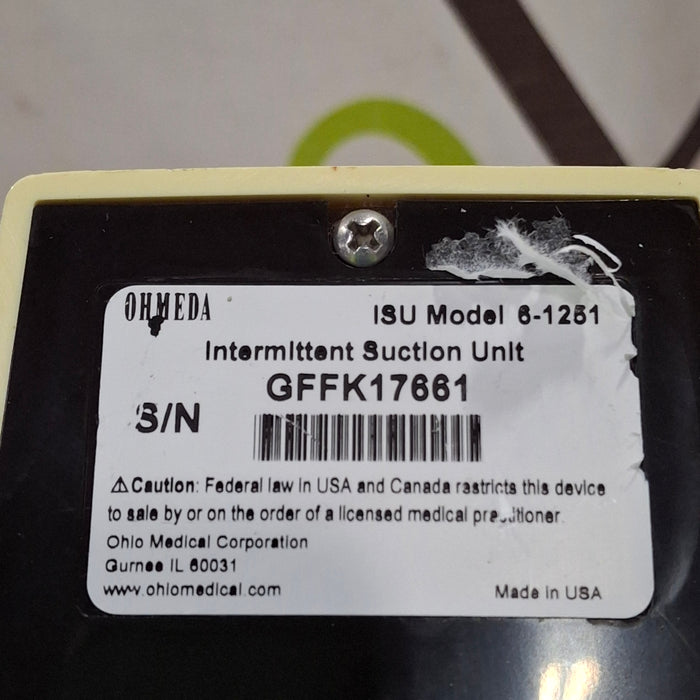 OHMEDA
ISU Model 6-1251
Intermittent Suction Unit
GFFK17661
S/N
⚠Caution: Federal law in USA and Canada rastricts this device
to sale by or on the order of a licensed medical practitioner.
Ohio Medical Corporation
Gurnee IL 60031
www.ohiomedical.com
Made in USA